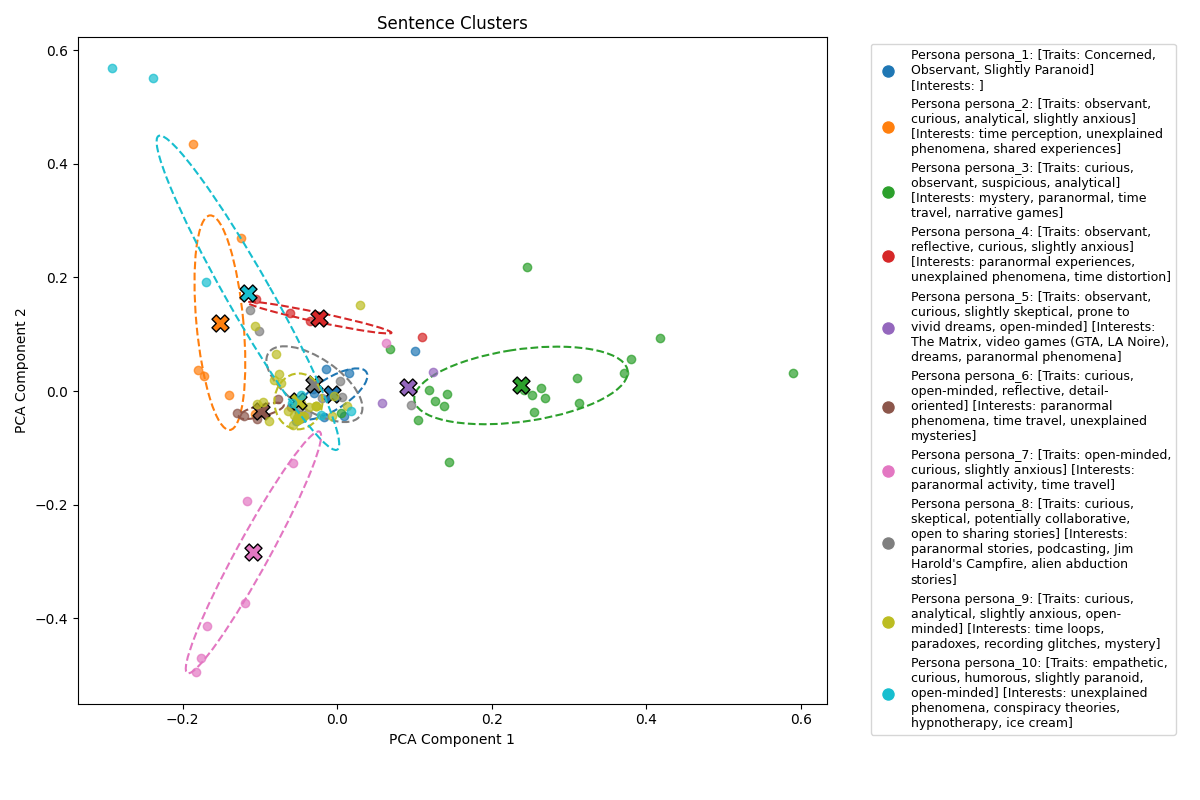 Sentence Clusters
PCA Component 2
0.6
0.4
0.2
0.0
−0.2
−0.4
−0.2
0.0
0.2
0.4
0.6
PCA Component 1
Persona persona_1: [Traits: Concerned,
Observant, Slightly Paranoid]
[Interests: ]
Persona persona_2: [Traits: observant,
curious, analytical, slightly anxious]
[Interests: time perception, unexplained
phenomena, shared experiences]
Persona persona_3: [Traits: curious,
observant, suspicious, analytical]
[Interests: mystery, paranormal, time
travel, narrative games]
Persona persona_4: [Traits: observant,
reflective, curious, slightly anxious]
[Interests: paranormal experiences,
unexplained phenomena, time distortion]
Persona persona_5: [Traits: observant,
curious, slightly skeptical, prone to
vivid dreams, open-minded] [Interests:
The Matrix, video games (GTA, LA Noire),
dreams, paranormal phenomena]
Persona persona_6: [Traits: curious,
open-minded, reflective, detail-
oriented] [Interests: paranormal
phenomena, time travel, unexplained
mysteries]
Persona persona_7: [Traits: open-minded,
curious, slightly anxious] [Interests:
paranormal activity, time travel]
Persona persona_8: [Traits: curious,
skeptical, potentially collaborative,
open to sharing stories] [Interests:
paranormal stories, podcasting, Jim
Harold's Campfire, alien abduction
stories]
Persona persona_9: [Traits: curious,
analytical, slightly anxious, open-
minded] [Interests: time loops,
paradoxes, recording glitches, mystery]
Persona persona_10: [Traits: empathetic,
curious, humorous, slightly paranoid,
open-minded] [Interests: unexplained
phenomena, conspiracy theories,
hypnotherapy, ice cream]